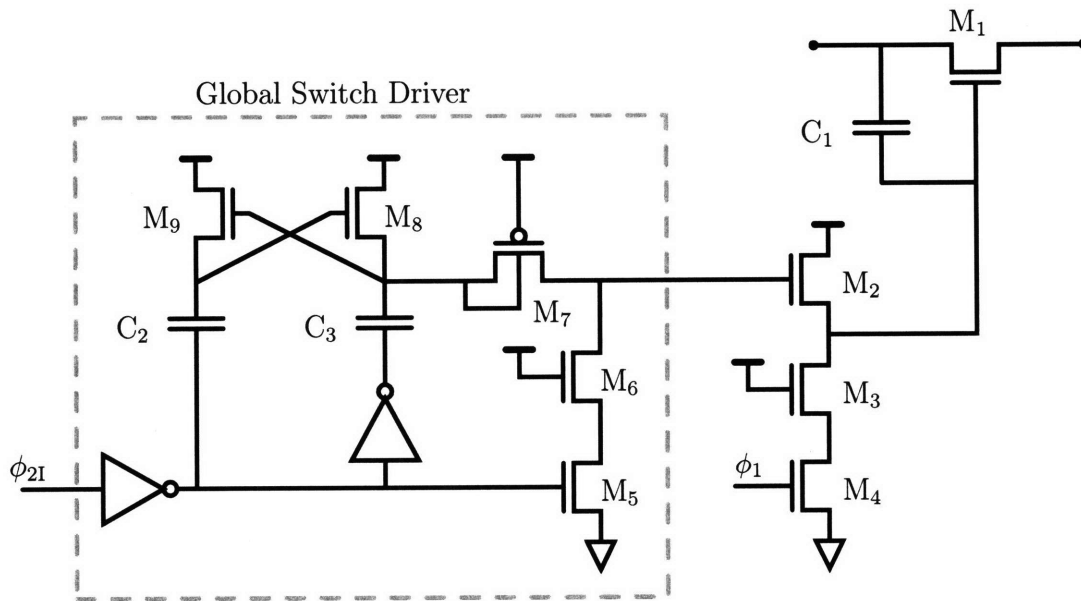 M₁
Global Switch Driver
C₁
M₉
M₈
M₂
C₂
C₃
M₇
M₆
M₃
ϕ₂I
ϕ₁
M₅
M₄